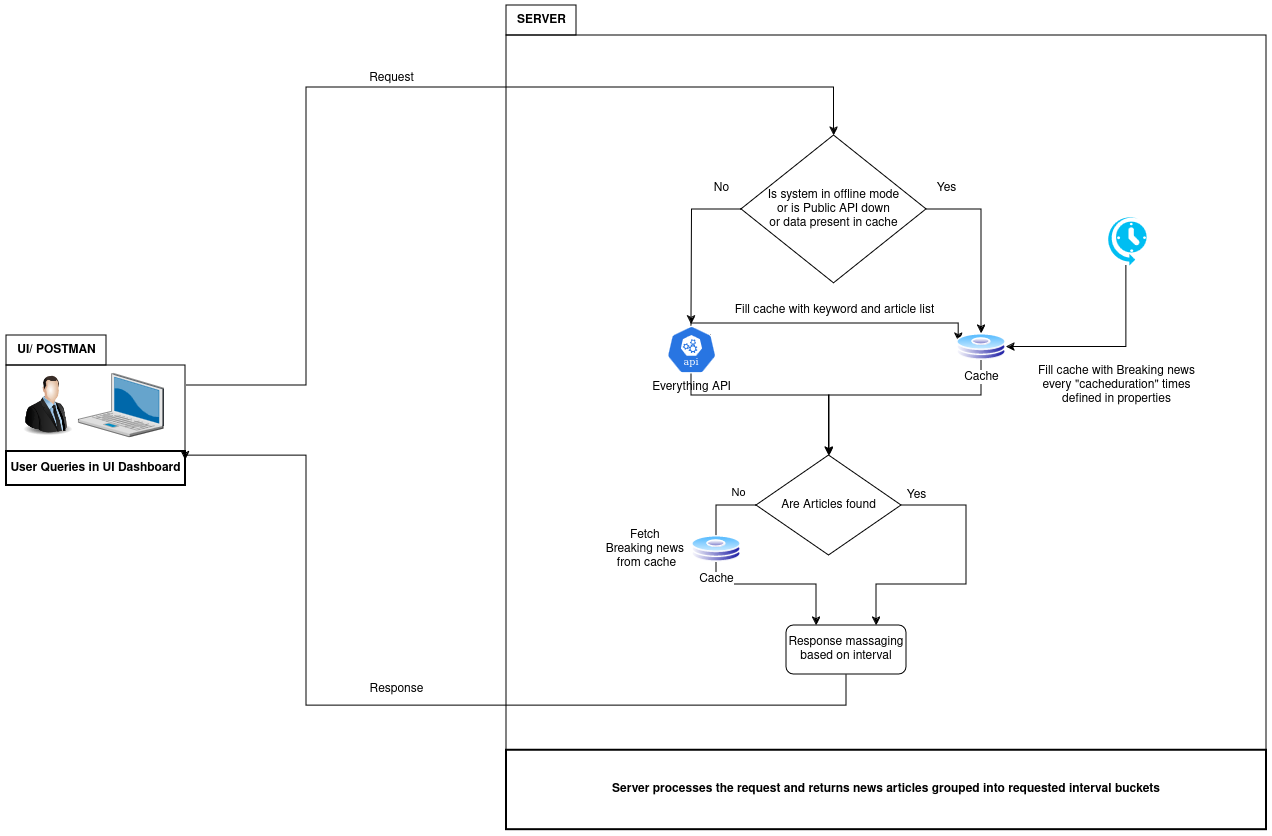 SERVER
Request
Is system in offline mode
or is Public API down
or data present in cache
No
Yes
Fill cache with keyword and article list
api
Everything API
Cache
Fill cache with Breaking news
every "cacheduration" times
defined in properties
UI/ POSTMAN
User Queries in UI Dashboard
Are Articles found
No
Yes
Fetch
Breaking news
from cache
Cache
Response massaging
based on interval
Response
Server processes the request and returns news articles grouped into requested interval buckets